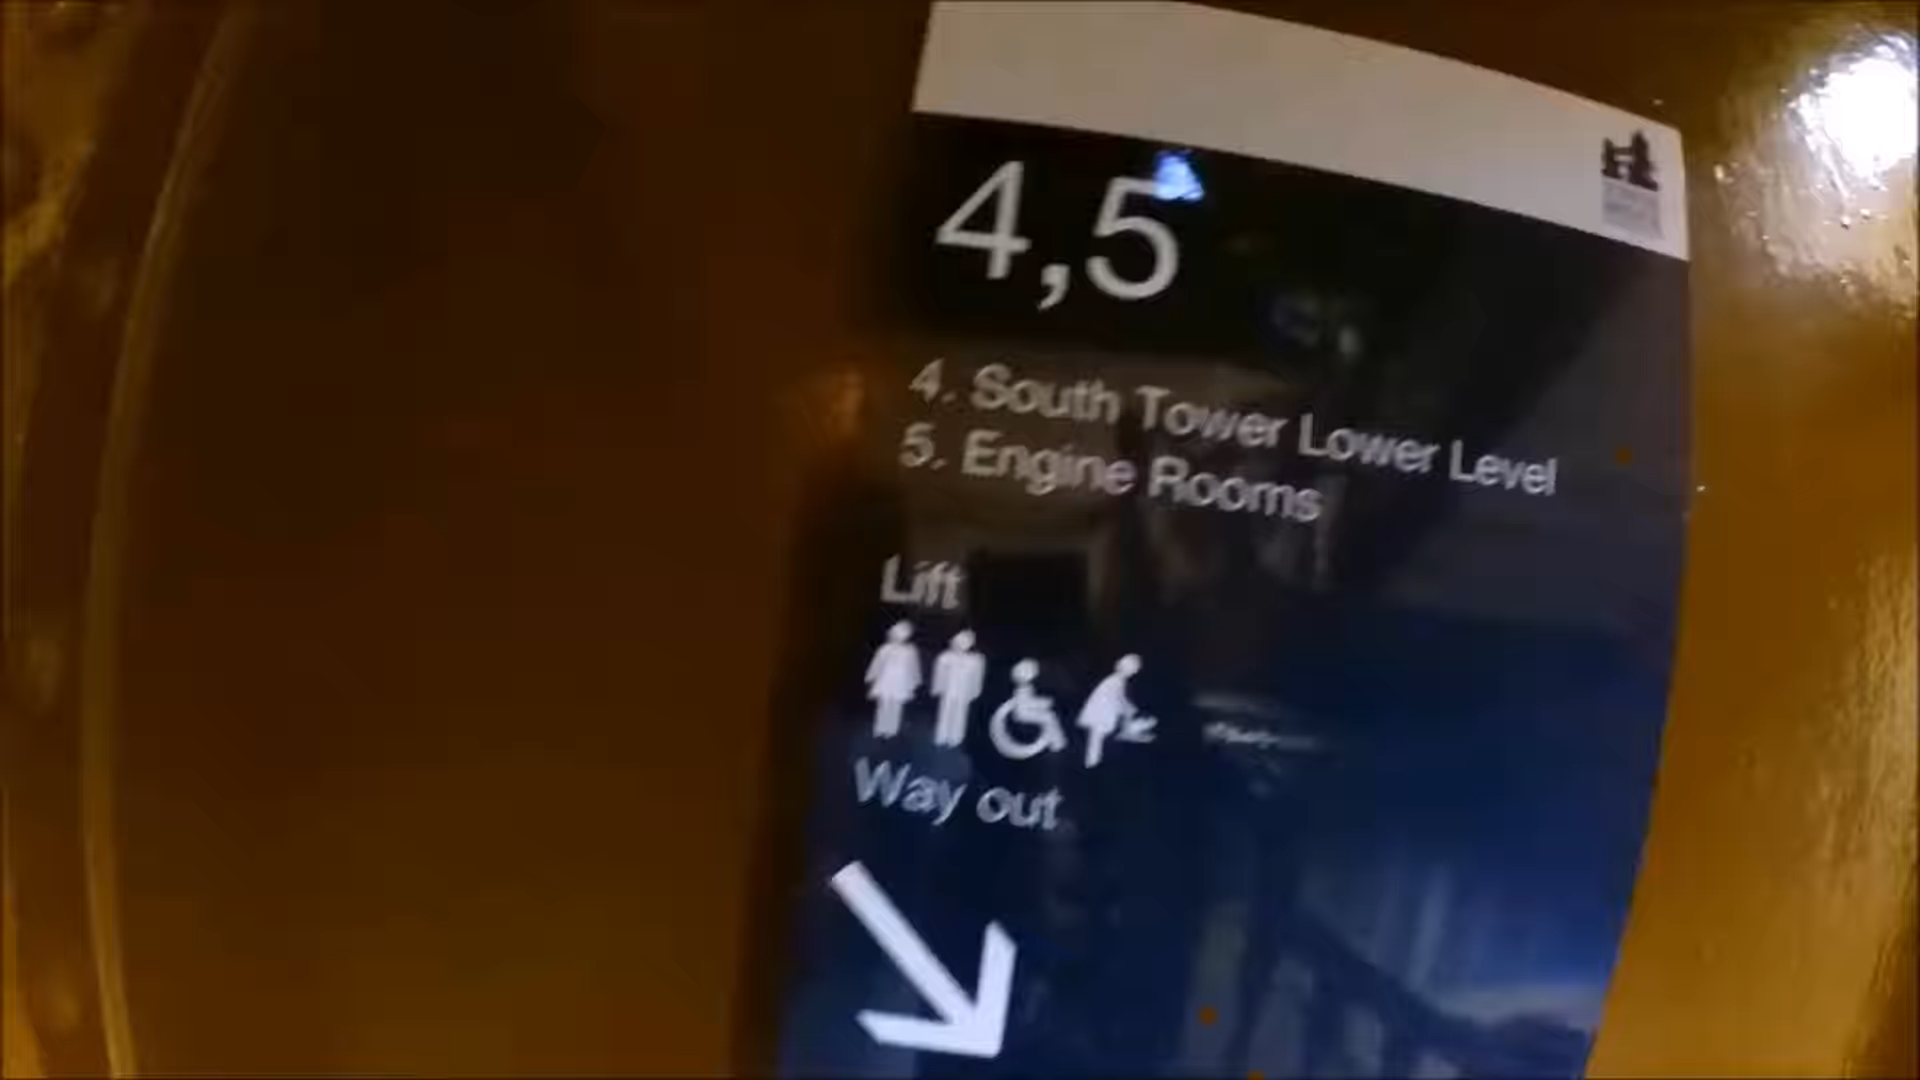 4,5
4. South Tower Lower Level
5. Engine Rooms
Lift
Way out